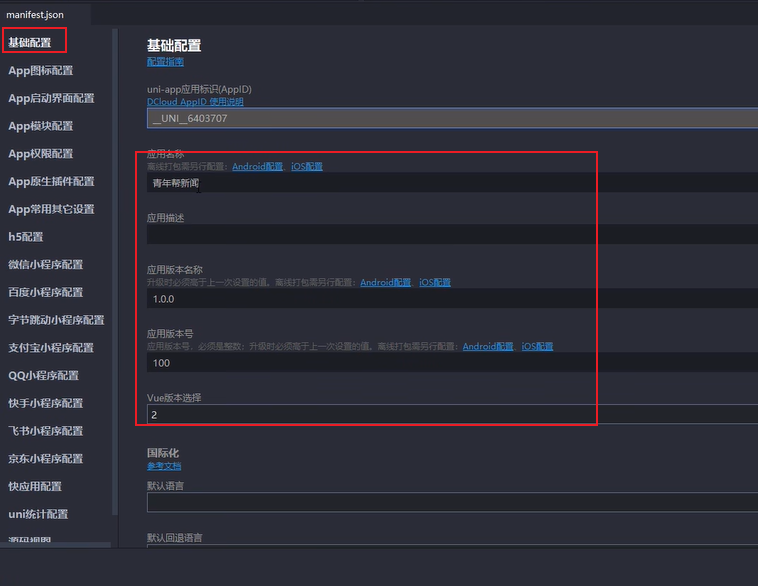 manifest.json
基础配置
App图标配置
App启动界面配置
App模块配置
App权限配置
App原生插件配置
App常用其它设置
h5配置
微信小程序配置
百度小程序配置
字节跳动小程序配置
支付宝小程序配置
QQ小程序配置
快手小程序配置
飞书小程序配置
京东小程序配置
快应用配置
uni统计配置
源码视图
基础配置
配置指南
uni-app应用标识(AppID)
DCloud AppID 使用说明
__UNI__6403707
应用名称
离线打包需另行配置：Android配置、iOS配置
青年帮新闻
应用描述
应用版本名称
升级时必须高于上一次设置的值。离线打包需另行配置：Android配置、iOS配置
1.0.0
应用版本号
应用版本号，必须是整数；升级时必须高于上一次设置的值。离线打包需另行配置：Android配置、iOS配置
100
Vue版本选择
2
国际化
参考文档
默认语言
默认回退语言